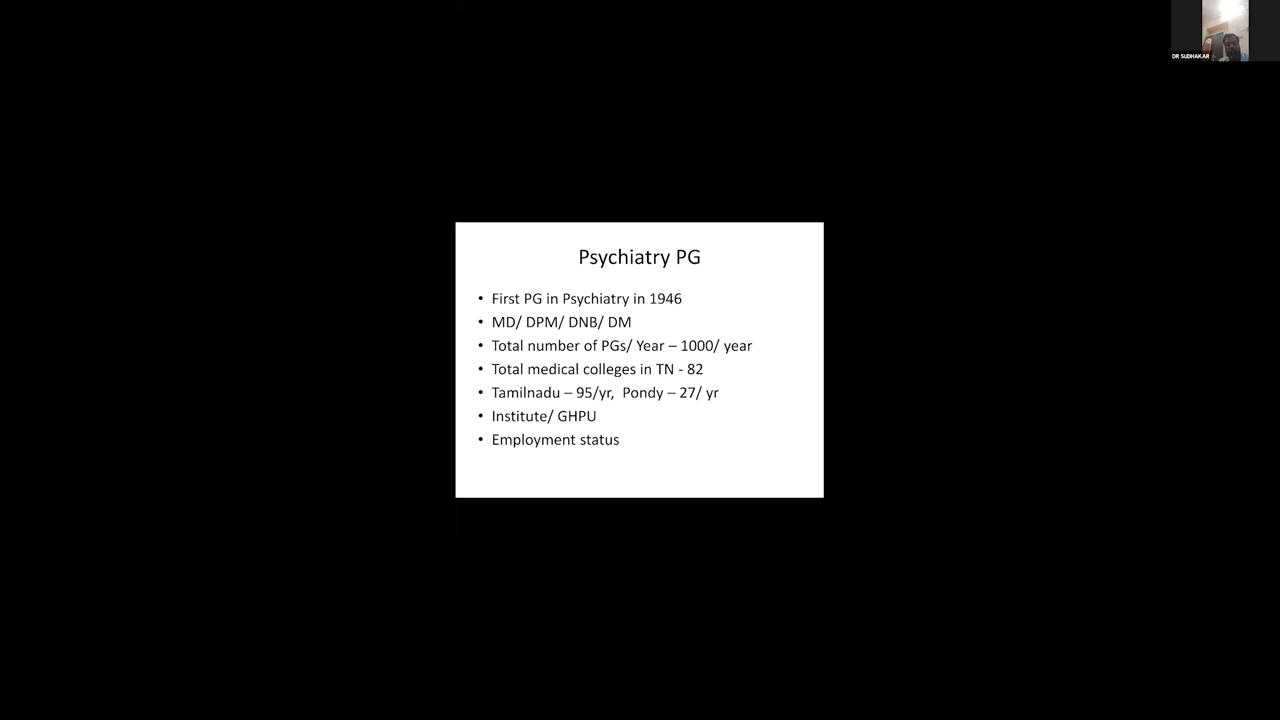 DR SUDHAKAR
Psychiatry PG
• First PG in Psychiatry in 1946
• MD/ DPM/ DNB/ DM
• Total number of PGs/ Year – 1000/ year
• Total medical colleges in TN - 82
• Tamilnadu – 95/yr,  Pondy – 27/ yr
• Institute/ GHPU
• Employment status